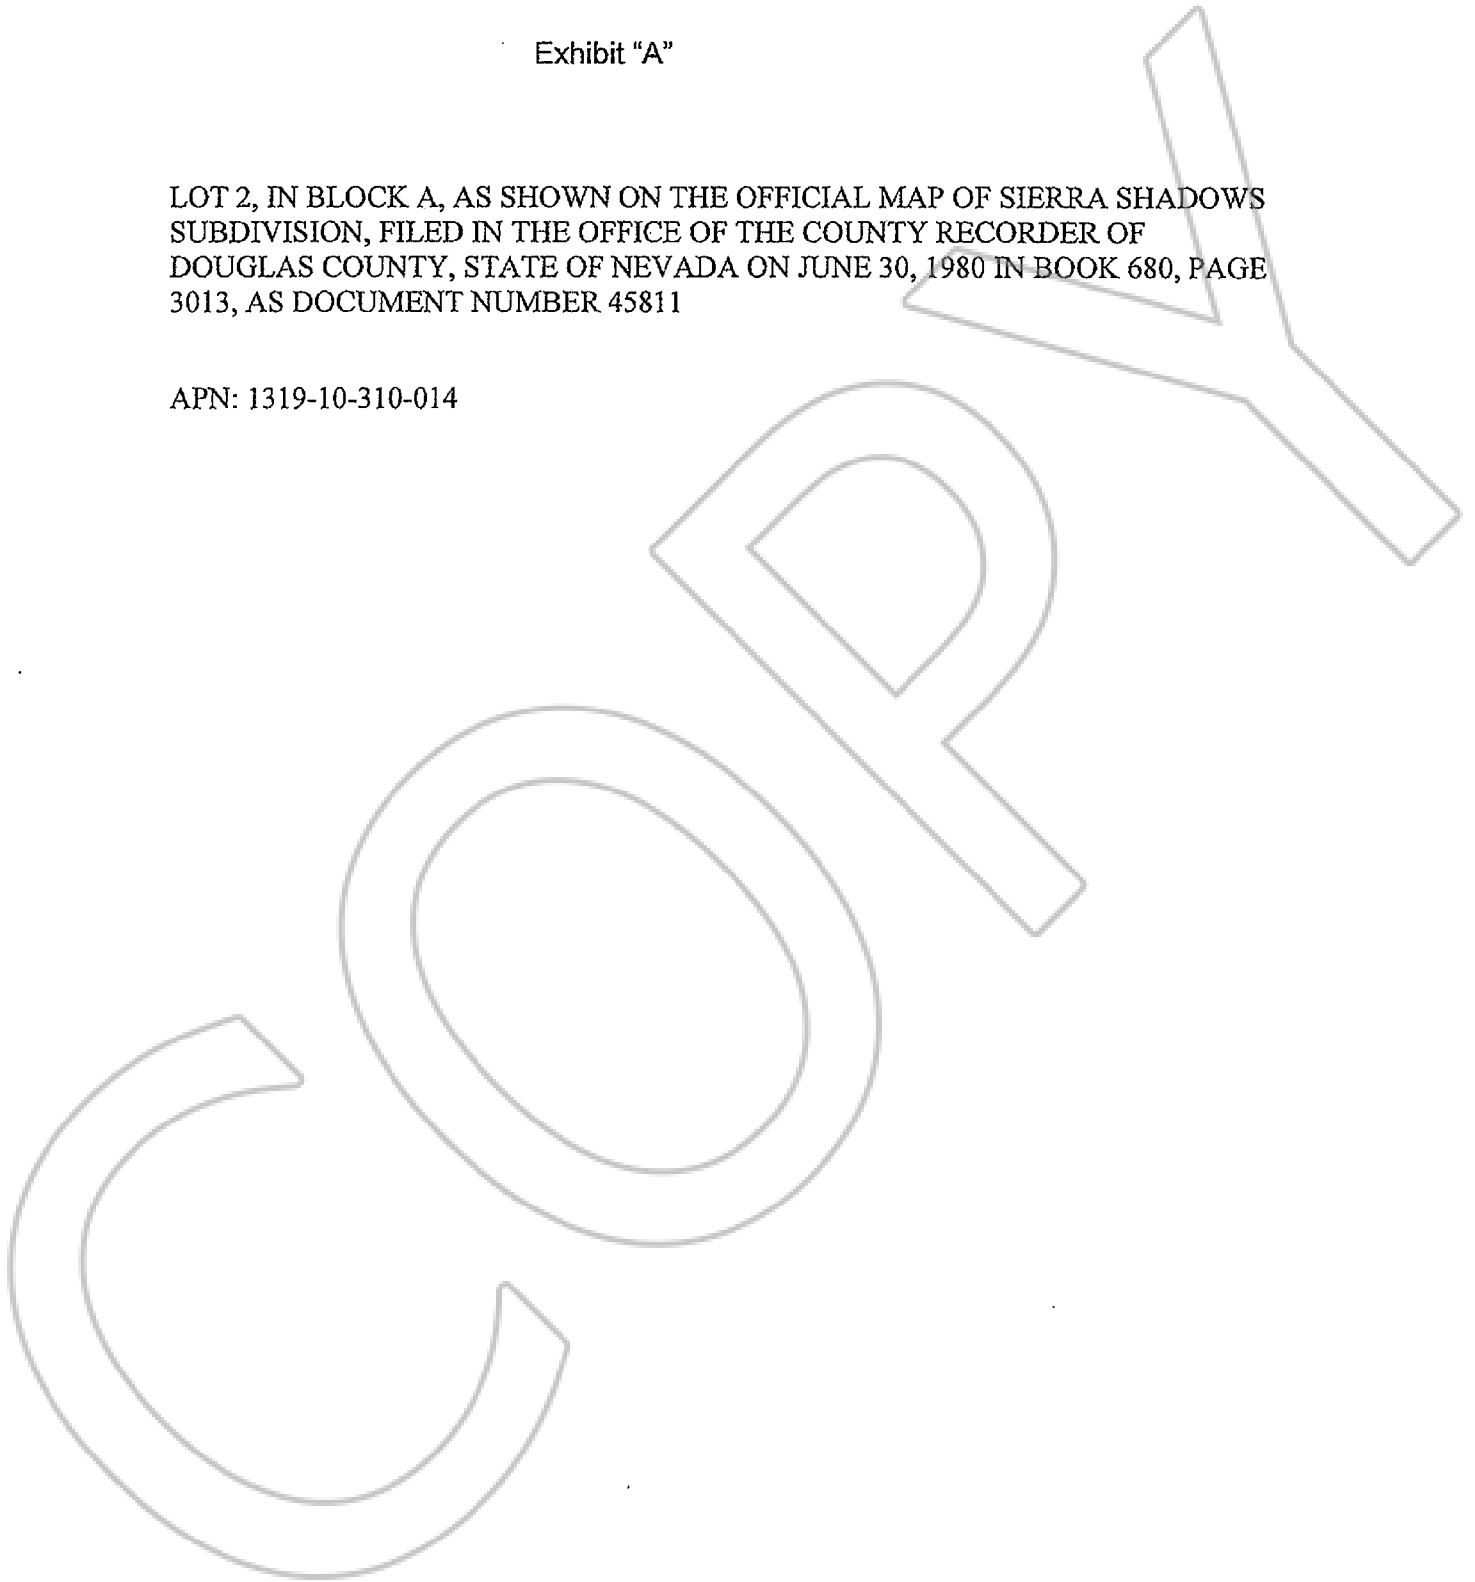 Exhibit “A”
LOT 2, IN BLOCK A, AS SHOWN ON THE OFFICIAL MAP OF SIERRA SHADOWS
SUBDIVISION, FILED IN THE OFFICE OF THE COUNTY RECORDER OF
DOUGLAS COUNTY, STATE OF NEVADA ON JUNE 30, 1980 IN BOOK 680, PAGE
3013, AS DOCUMENT NUMBER 45811
APN: 1319-10-310-014
COPY